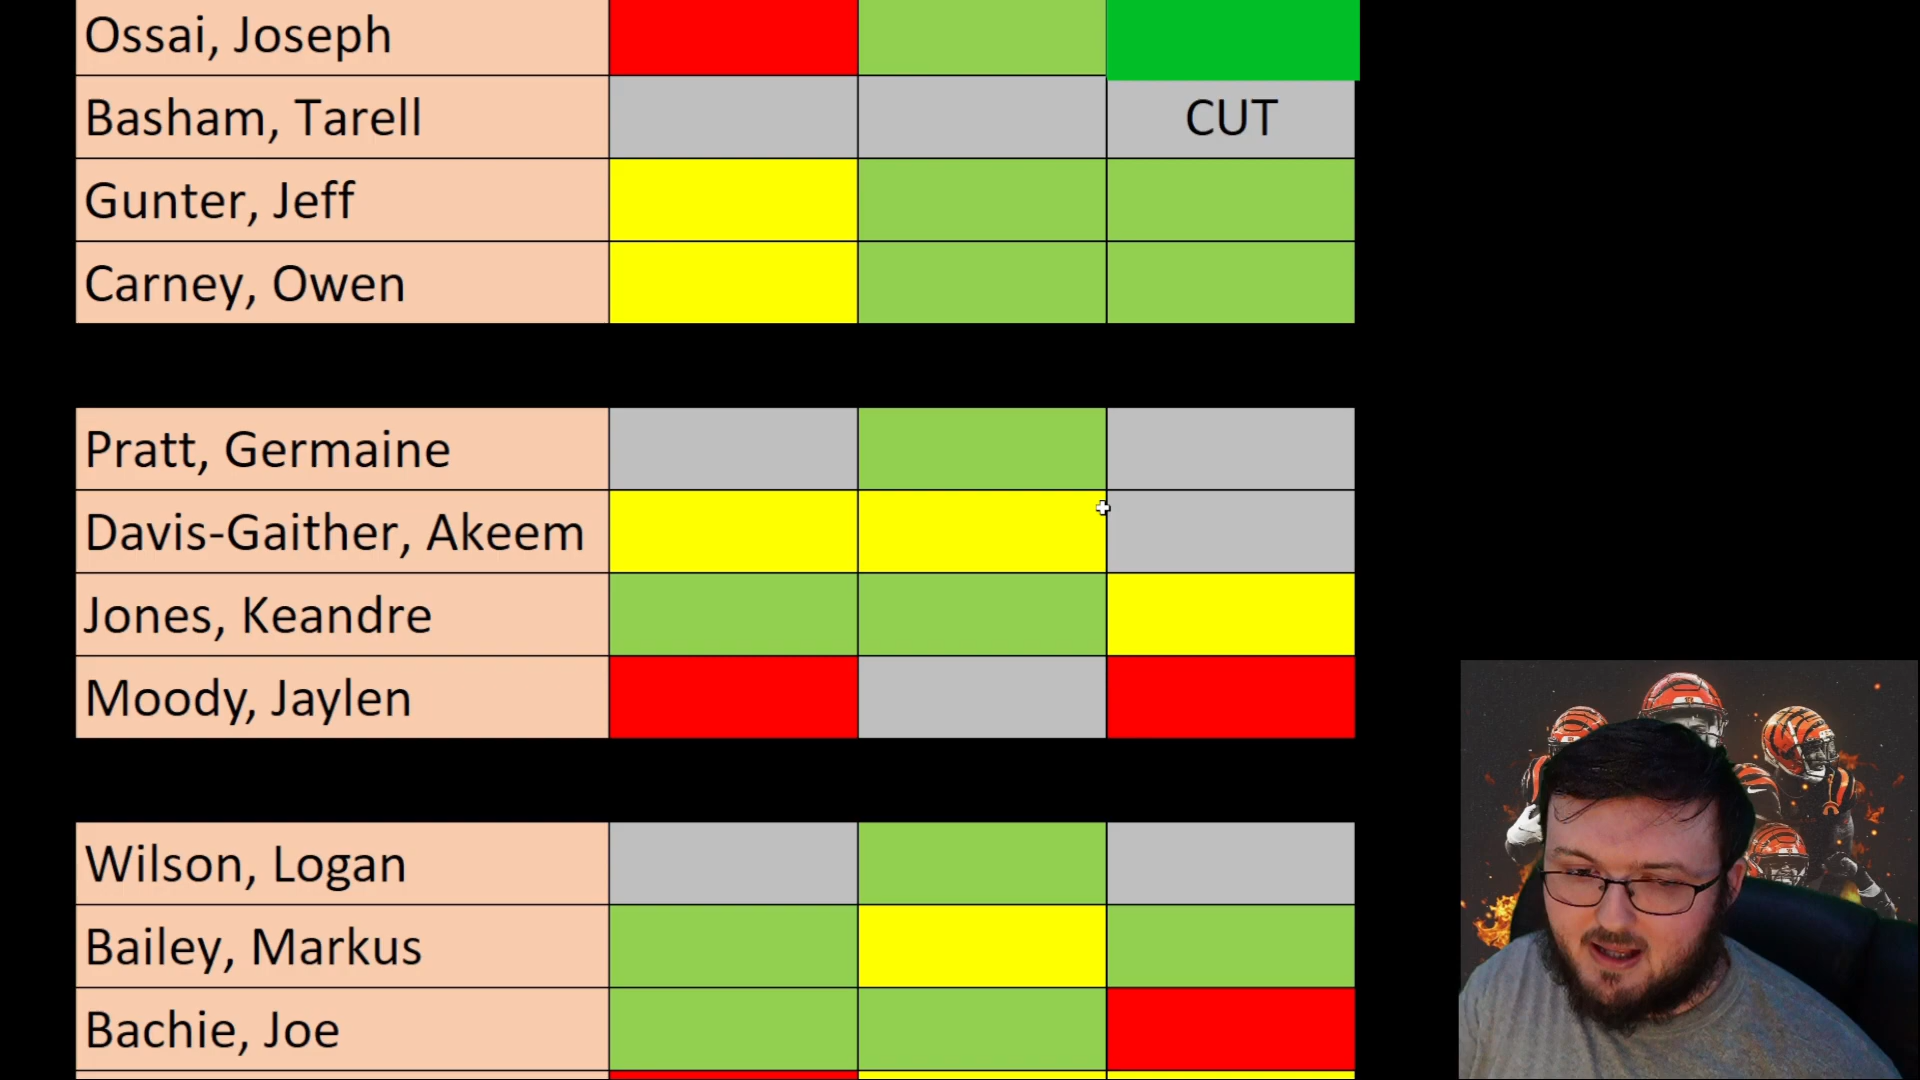 Ossai, Joseph
Basham, Tarell CUT
Gunter, Jeff
Carney, Owen
Pratt, Germaine
Davis-Gaither, Akeem
Jones, Keandre
Moody, Jaylen
Wilson, Logan
Bailey, Markus
Bachie, Joe